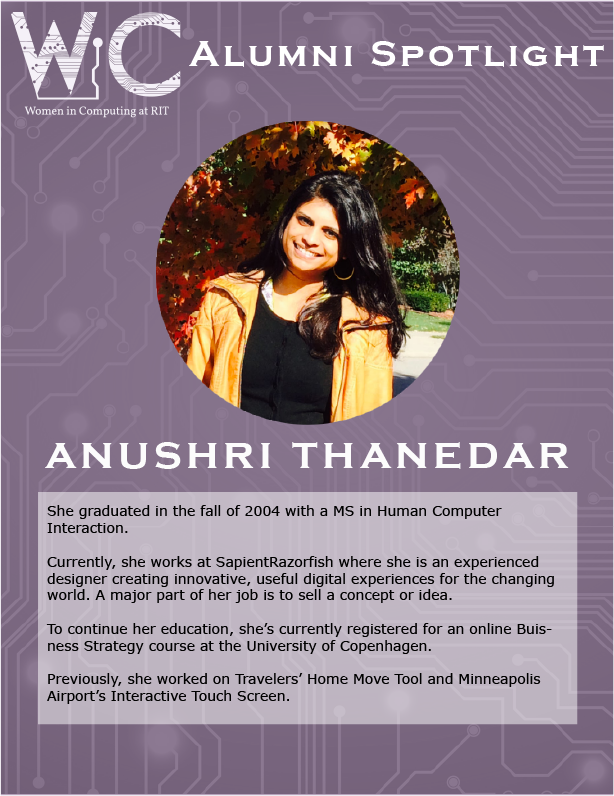 WiC
ALUMNI SPOTLIGHT
Women in Computing at RIT
ANUSHRI THANEDAR
She graduated in the fall of 2004 with a MS in Human Computer
Interaction.
Currently, she works at SapientRazorfish where she is an experienced
designer creating innovative, useful digital experiences for the changing
world. A major part of her job is to sell a concept or idea.
To continue her education, she's currently registered for an online Buis-
ness Strategy course at the University of Copenhagen.
Previously, she worked on Travelers' Home Move Tool and Minneapolis
Airport's Interactive Touch Screen.